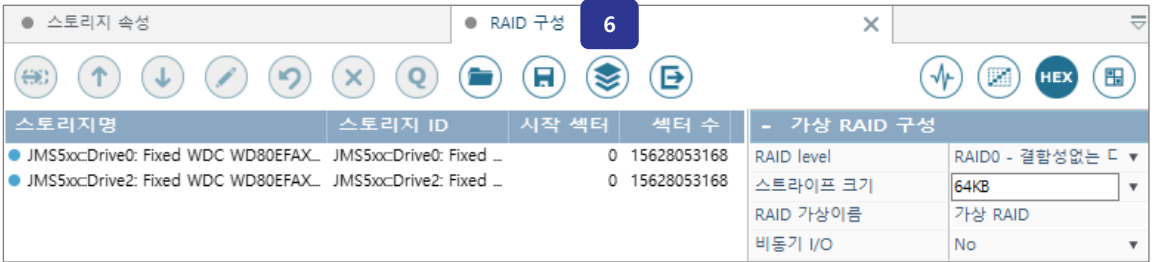 스토리지 속성
RAID 구성
6
Q
HEX
스토리지명 스토리지 ID 시작 섹터 섹터 수
JMS5xx::Drive0: Fixed WDC WD80EFAX... JMS5xx::Drive0: Fixed ... 0 15628053168
JMS5xx::Drive2: Fixed WDC WD80EFAX... JMS5xx::Drive2: Fixed ... 0 15628053168
- 가상 RAID 구성
RAID level RAID0 - 결함성없는 디
스트라이프 크기 64KB
RAID 가상이름 가상 RAID
비동기 I/O No